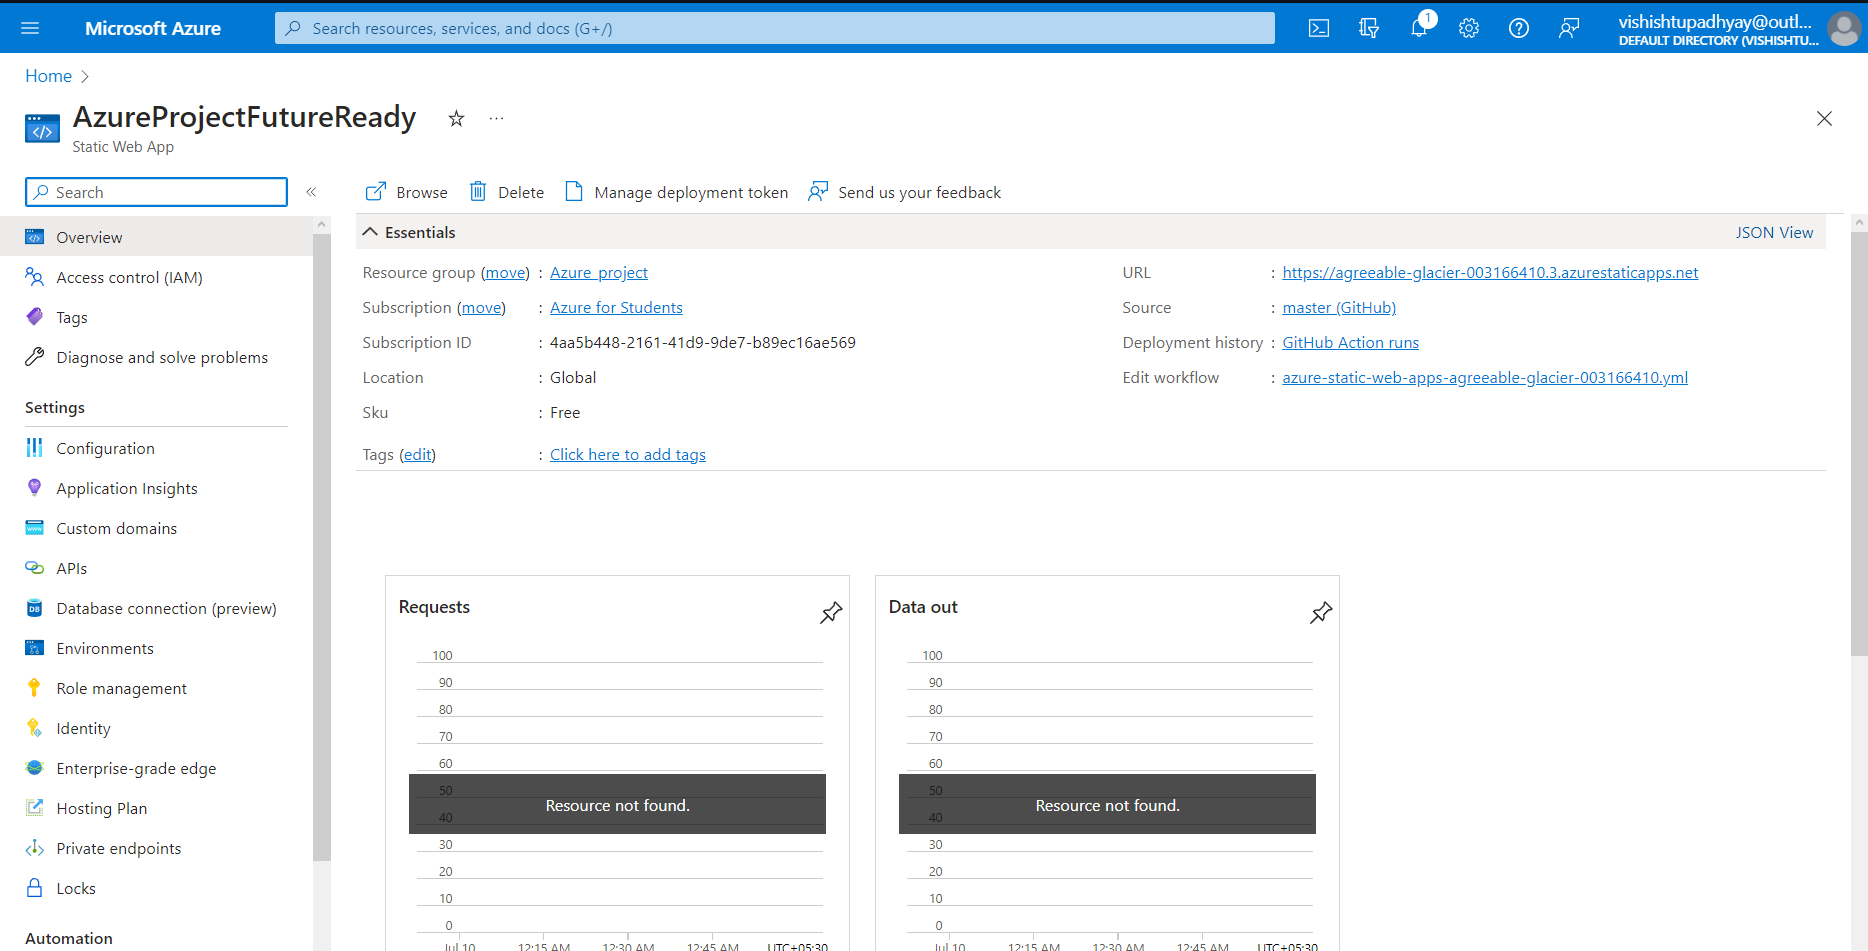 Microsoft Azure
Search resources, services, and docs (G+/)
1
vishishtupadhyay@outl...
DEFAULT DIRECTORY (VISHISHTU...
Home
AzureProjectFutureReady
Static Web App
Search
Browse
Delete
Manage deployment token
Send us your feedback
Overview
Access control (IAM)
Tags
Diagnose and solve problems
Settings
Configuration
Application Insights
Custom domains
APIs
Database connection (preview)
Environments
Role management
Identity
Enterprise-grade edge
Hosting Plan
Private endpoints
Locks
Automation
Essentials
JSON View
Resource group (move) : Azure_project
Subscription (move) : Azure for Students
Subscription ID : 4aa5b448-2161-41d9-9de7-b89ec16ae569
Location : Global
Sku : Free
Tags (edit) : Click here to add tags
URL : https://agreeable-glacier-003166410.3.azurestaticapps.net
Source : master (GitHub)
Deployment history : GitHub Action runs
Edit workflow : azure-static-web-apps-agreeable-glacier-003166410.yml
Requests
100
90
80
70
60
50
Resource not found.
40
30
20
10
0
Jul 10 12:15 AM 12:30 AM 12:45 AM UTC+05:30
Data out
100
90
80
70
60
50
Resource not found.
40
30
20
10
0
Jul 10 12:15 AM 12:30 AM 12:45 AM UTC+05:30